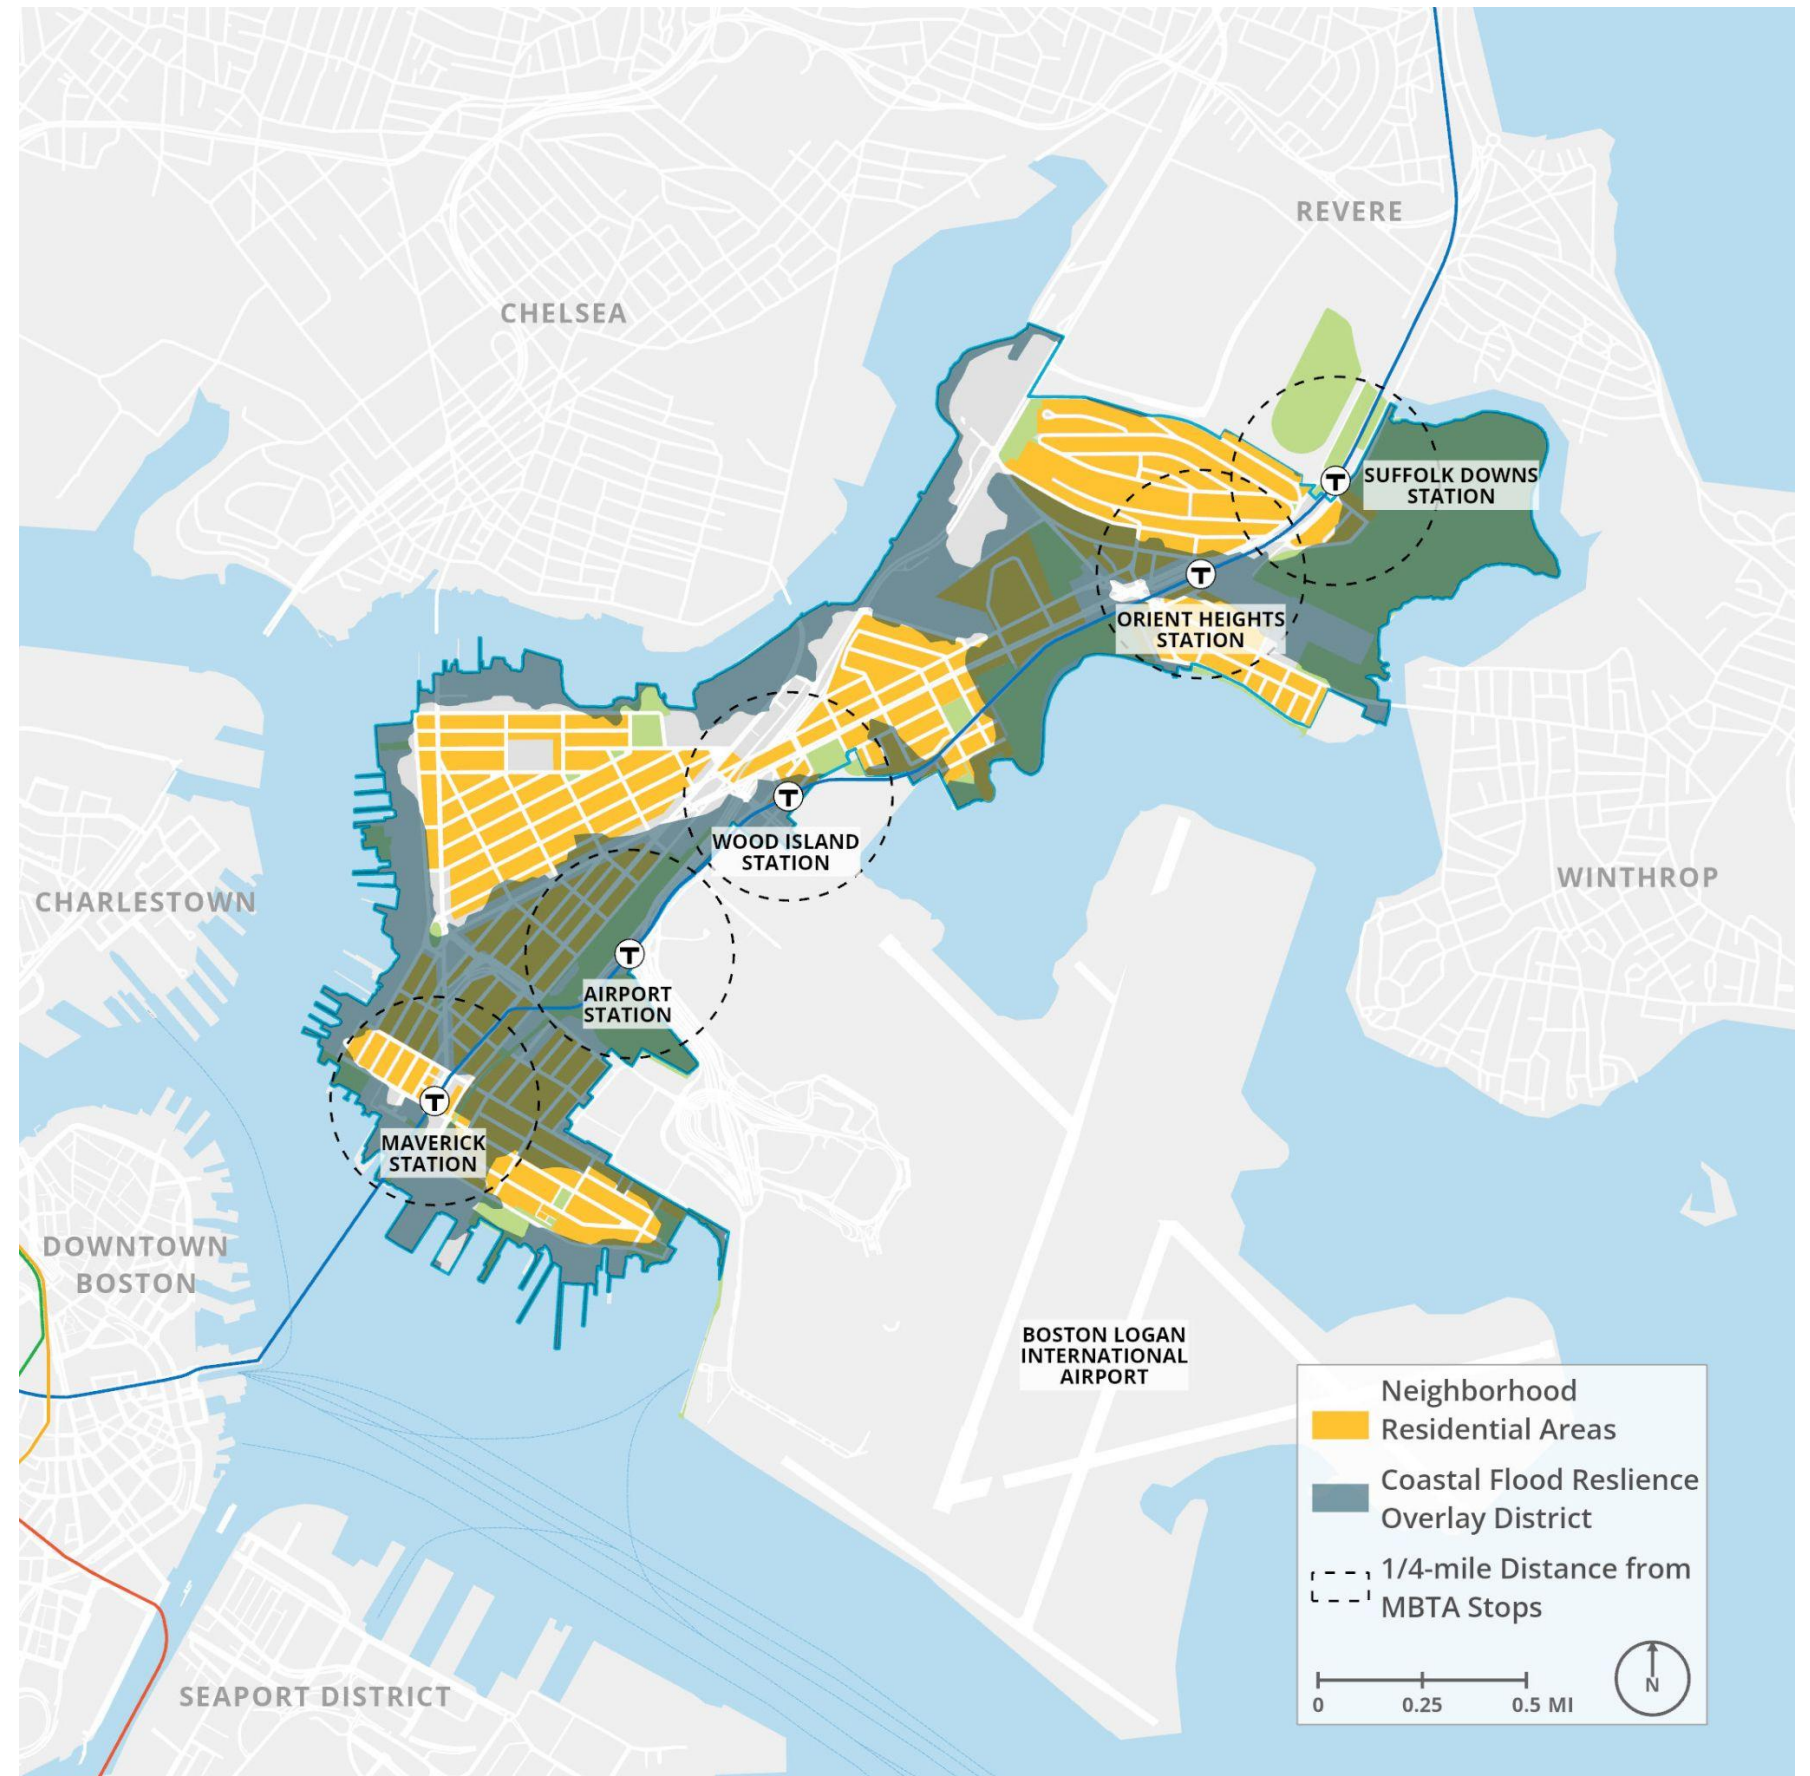 REVERE
CHELSEA
SUFFOLK DOWNS
STATION
T
T
ORIENT HEIGHTS
STATION
T
WOOD ISLAND
STATION
WINTHROP
CHARLESTOWN
T
AIRPORT
STATION
T
MAVERICK
STATION
DOWNTOWN
BOSTON
BOSTON LOGAN
INTERNATIONAL
AIRPORT
SEAPORT DISTRICT
Neighborhood
Residential Areas
Coastal Flood Reslience
Overlay District
1/4-mile Distance from
MBTA Stops
0 0.25 0.5 MI
N